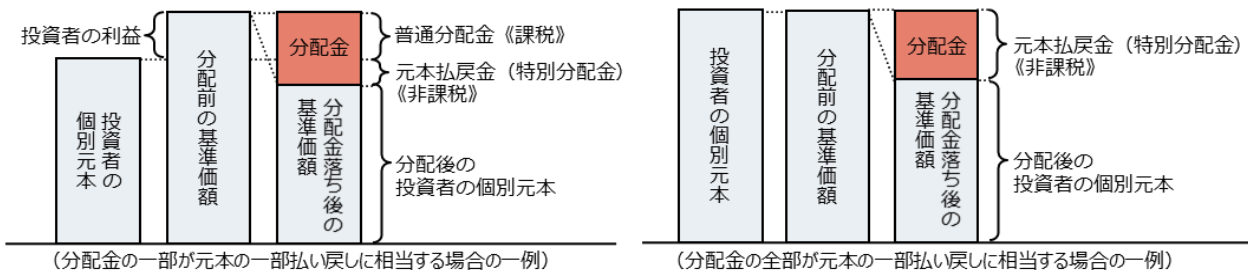 投資者の利益
投資者の
個別元本
分配前の基準価額
分配金
分配金落ち後の
基準価額
普通分配金《課税》
元本払戻金（特別分配金）
《非課税》
分配後の
投資者の個別元本
（分配金の一部が元本の一部払い戻しに相当する場合の一例）
投資者の個別元本
分配前の基準価額
分配金
分配金落ち後の
基準価額
元本払戻金（特別分配金）
《非課税》
分配後の
投資者の個別元本
（分配金の全部が元本の一部払い戻しに相当する場合の一例）